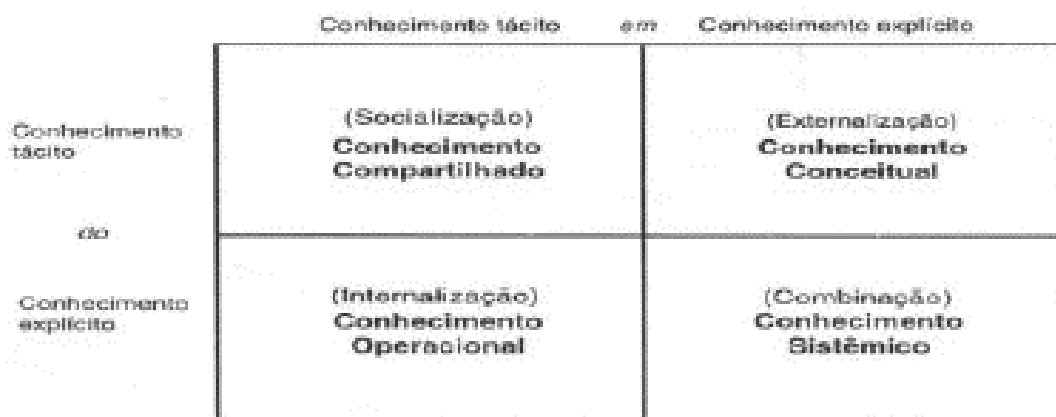 Conhecimento tácito em Conhecimento explícito
Conhecimento
tácito
(Socialização)
Conhecimento
Compartilhado
(Externalização)
Conhecimento
Conceitual
do
Conhecimento
explícito
(Internalização)
Conhecimento
Operacional
(Combinação)
Conhecimento
Sistêmico